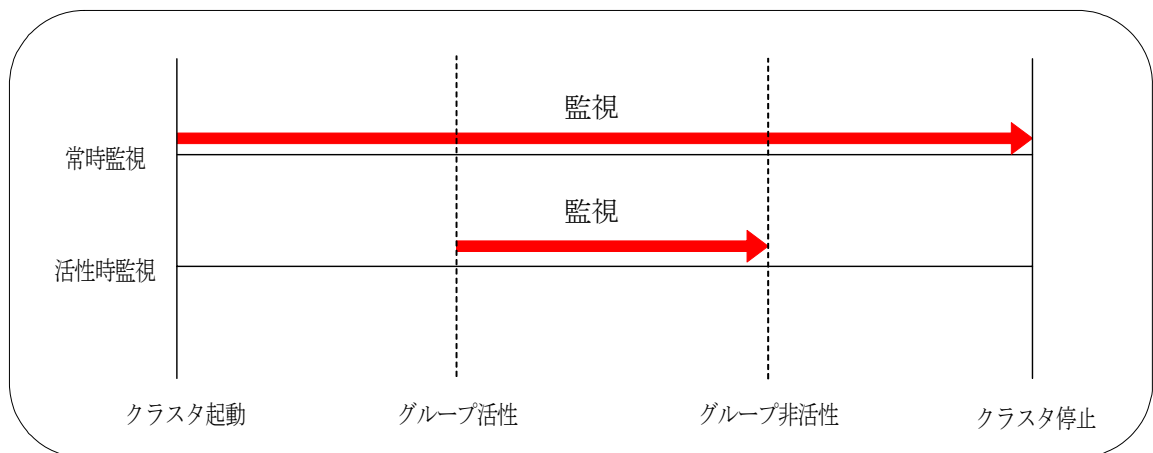 監視
常時監視
監視
活性時監視
クラスタ起動
グループ活性
グループ非活性
クラスタ停止